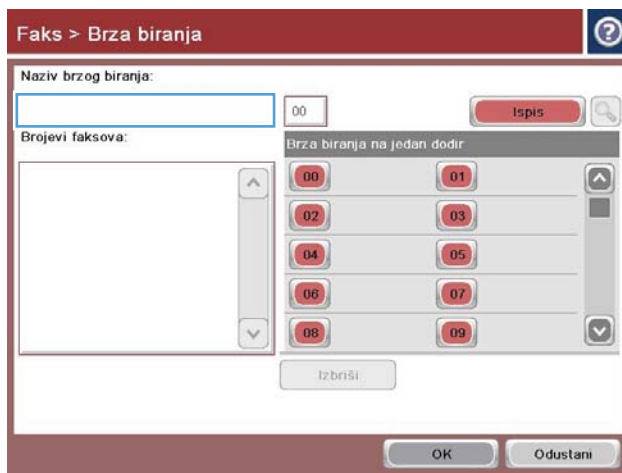 Faks > Brza biranja
?
Naziv brzog biranja:
00
Ispis
Brojevi faksova:
Brza biranja na jedan dodir
00 01
02 03
04 05
06 07
08 09
Izbriši
OK Odustani